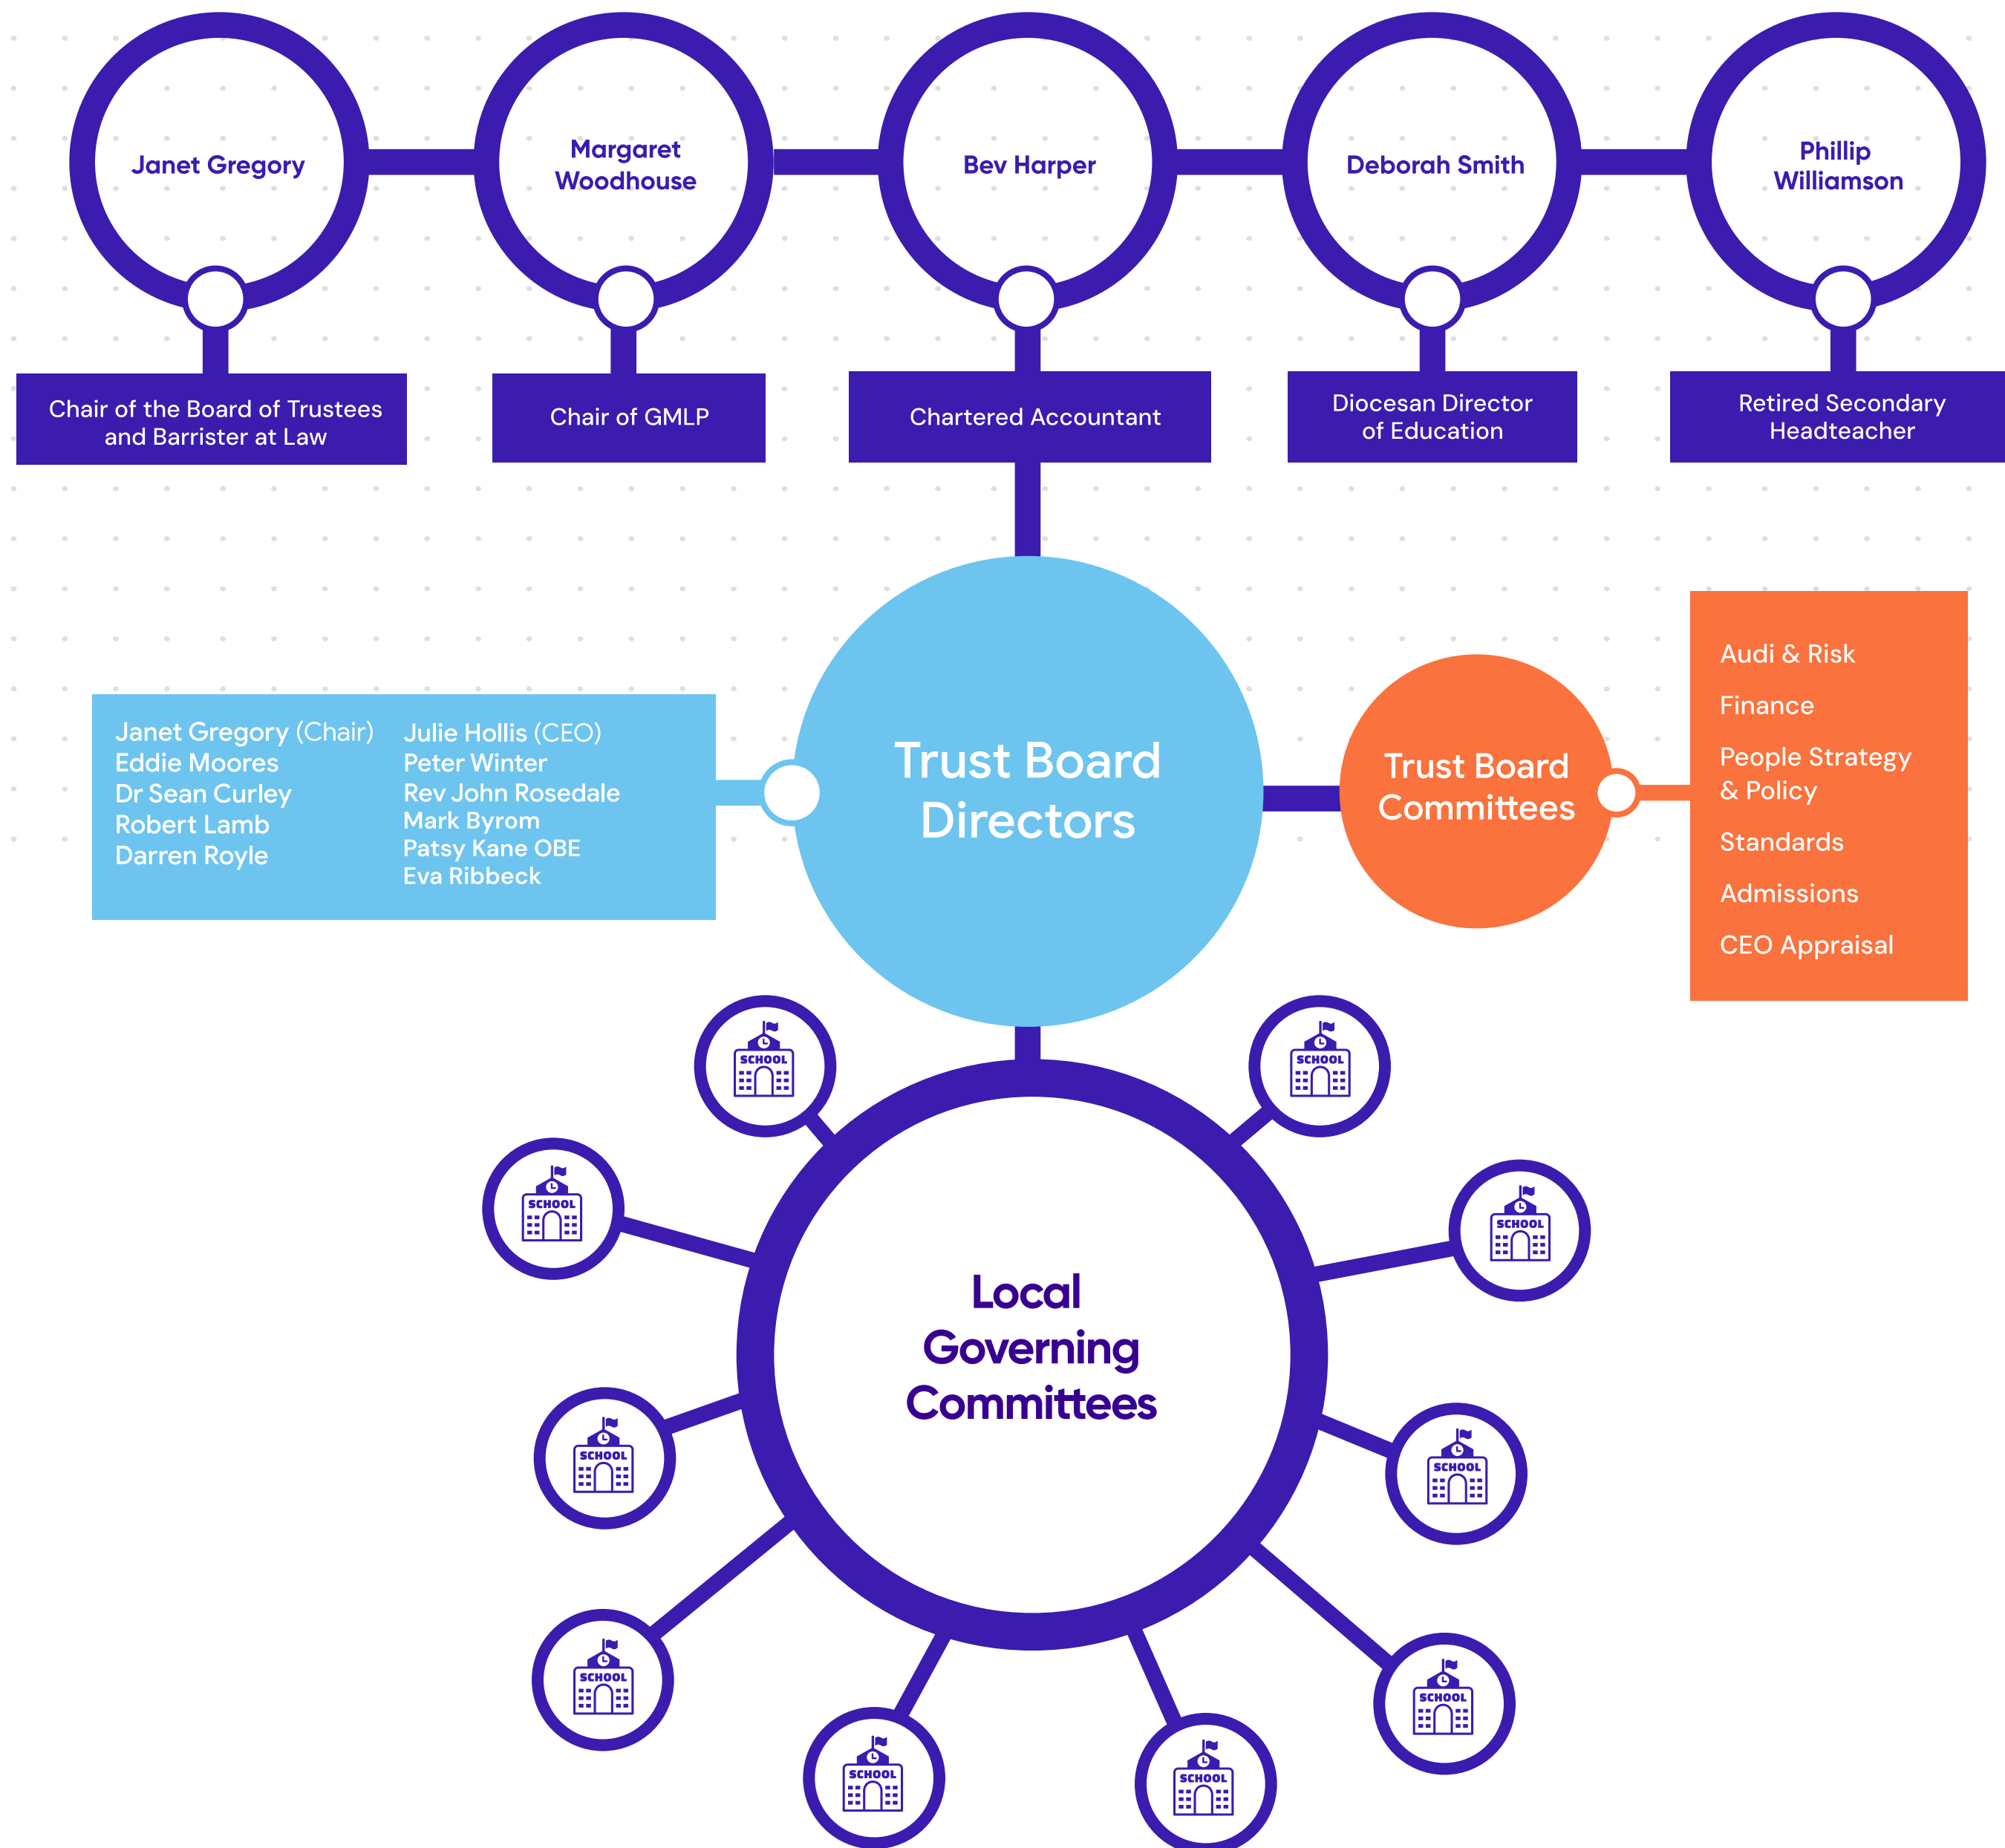 Janet Gregory
Margaret
Woodhouse
Bev Harper
Deborah Smith
Phillip
Williamson
Chair of the Board of Trustees
and Barrister at Law
Chair of GMLP
Chartered Accountant
Diocesan Director
of Education
Retired Secondary
Headteacher
Janet Gregory (Chair)
Eddie Moores
Dr Sean Curley
Robert Lamb
Darren Royle
Julie Hollis (CEO)
Peter Winter
Rev John Rosedale
Mark Byrom
Patsy Kane OBE
Eva Ribbeck
Trust Board
Directors
Trust Board
Committees
Audi & Risk
Finance
People Strategy
& Policy
Standards
Admissions
CEO Appraisal
SCHOOL
SCHOOL
SCHOOL
SCHOOL
Local
Governing
Committees
SCHOOL
SCHOOL
SCHOOL
SCHOOL
SCHOOL
SCHOOL